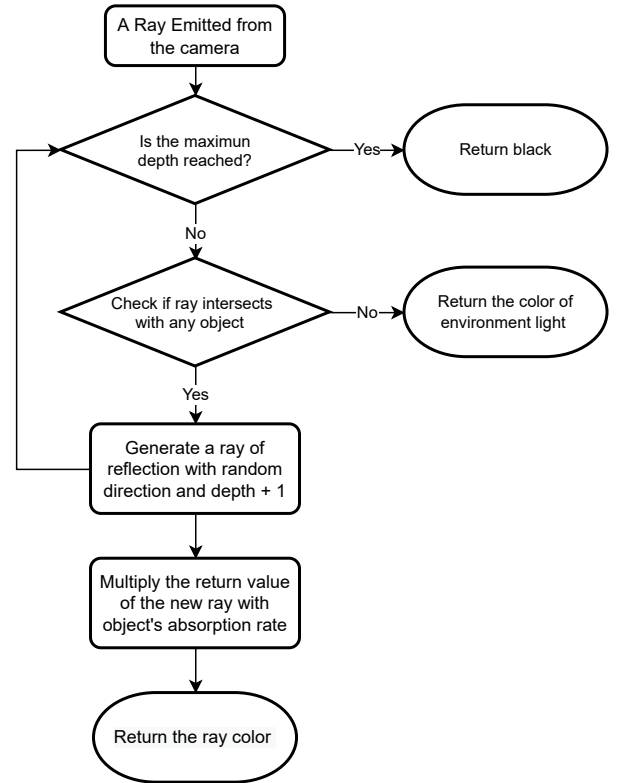 A Ray Emitted from
the camera
Is the maximun
depth reached?
Yes
Return black
No
Check if ray intersects
with any object
No
Return the color of
environment light
Yes
Generate a ray of
reflection with random
direction and depth + 1
Multiply the return value
of the new ray with
object's absorption rate
Return the ray color